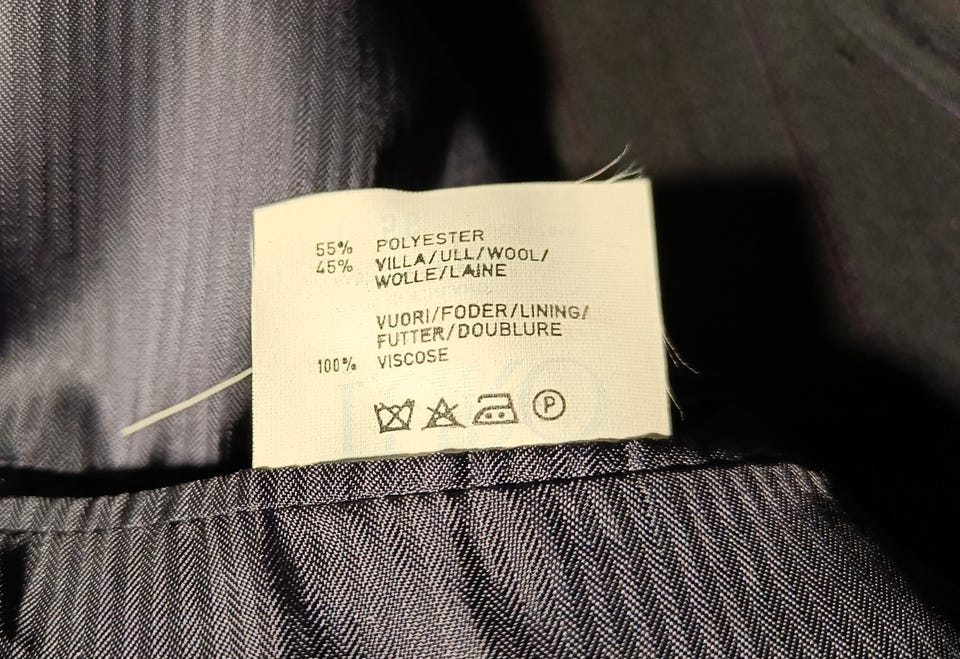 55% POLYESTER
45% VILLA/ULL/WOOL/
WOLLE/LAINE
VUORI/FODER/LINING/
FUTTER/DOUBLURE
100% VISCOSE
P